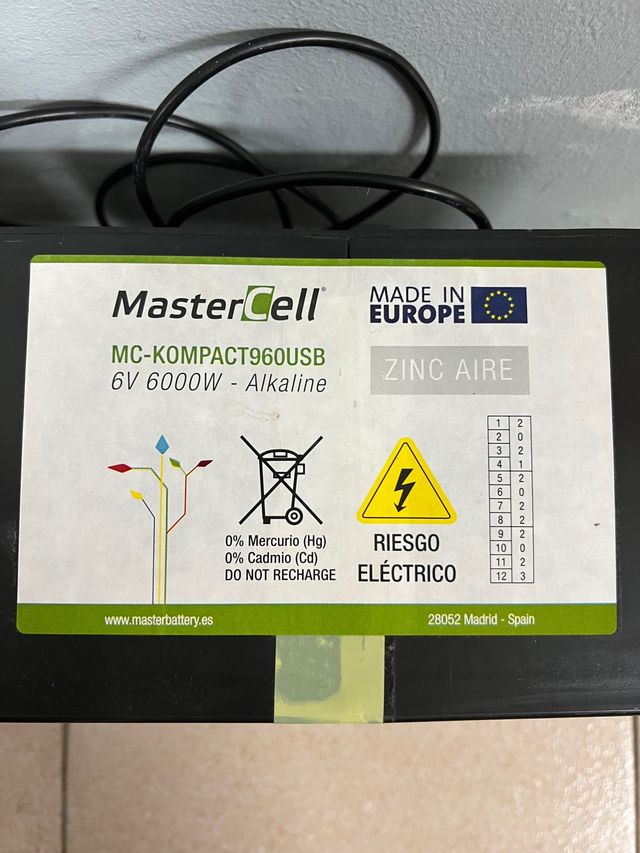 MasterCell®
MADE IN
EUROPE
MC-KOMPACT960USB
6V 6000W - Alkaline
ZINC AIRE
0% Mercurio (Hg)
0% Cadmio (Cd)
DO NOT RECHARGE
RIESGO
ELÉCTRICO
1 2
2 0
3 2
4 1
5 2
6 0
7 2
8 2
9 2
10 0
11 2
12 3
www.masterbattery.es
28052 Madrid - Spain